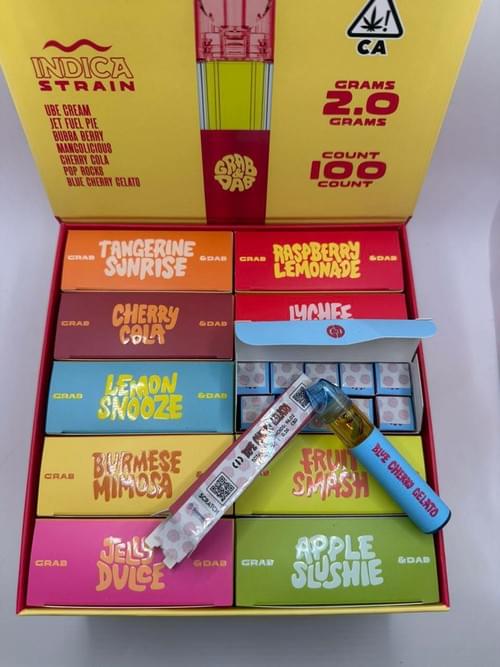 INDICA
STRAIN
UBE CREAM
JET FUEL PIE
BUBBA BERRY
MANGOLICIOUS
CHERRY COLA
POP ROCKS
BLUE CHERRY GELATO
GRAB
&
DAB
CA
GRAMS
2.0
GRAMS
COUNT
100
COUNT
GRAB TANGERINE SUNRISE &DAB
GRAB RASPBERRY LEMONADE &DAB
GRAB CHERRY COLA &DAB
LYCHEE
GRAB LEMON SNOOZE &DAB
GRAB BURMESE MIMOSA &DAB
FRUIT SMASH
SCRATCH
BLUE CHERRY GELATO
GRAB JELLY DULCE &DAB
GRAB APPLE SLUSHIE &DAB